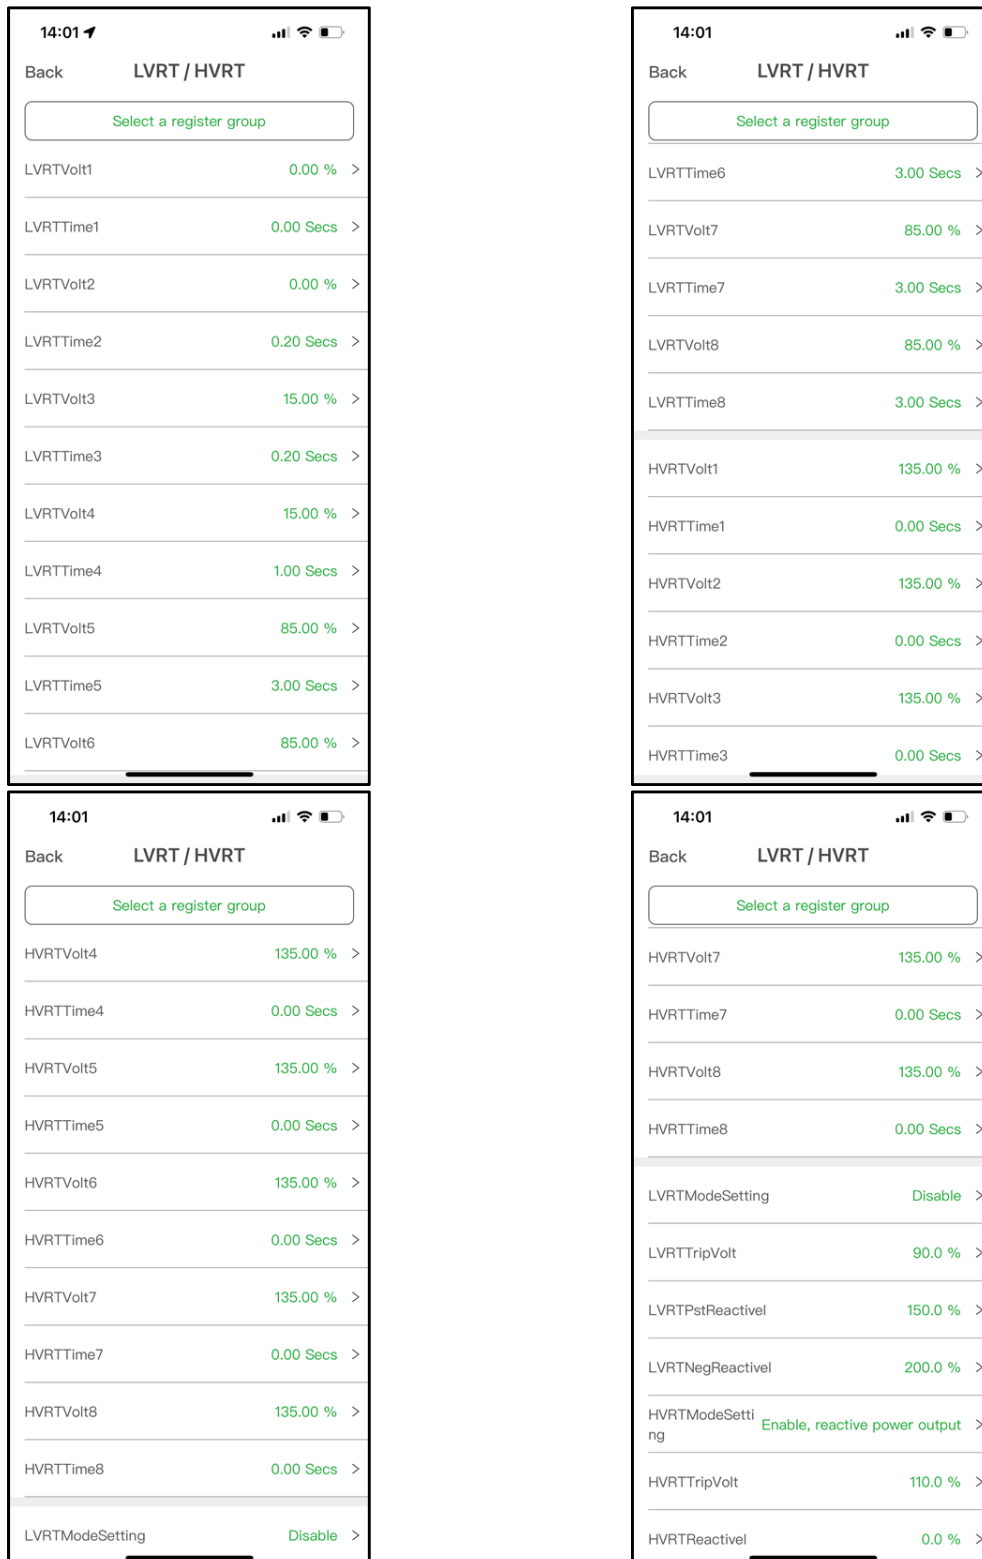 14:01
Back LVRT / HVRT
Select a register group
LVRTVolt1 0.00 % >
LVRTTime1 0.00 Secs >
LVRTVolt2 0.00 % >
LVRTTime2 0.20 Secs >
LVRTVolt3 15.00 % >
LVRTTime3 0.20 Secs >
LVRTVolt4 15.00 % >
LVRTTime4 1.00 Secs >
LVRTVolt5 85.00 % >
LVRTTime5 3.00 Secs >
LVRTVolt6 85.00 % >
14:01
Back LVRT / HVRT
Select a register group
LVRTTime6 3.00 Secs >
LVRTVolt7 85.00 % >
LVRTTime7 3.00 Secs >
LVRTVolt8 85.00 % >
LVRTTime8 3.00 Secs >
HVRTVolt1 135.00 % >
HVRTTime1 0.00 Secs >
HVRTVolt2 135.00 % >
HVRTTime2 0.00 Secs >
HVRTVolt3 135.00 % >
HVRTTime3 0.00 Secs >
14:01
Back LVRT / HVRT
Select a register group
HVRTVolt4 135.00 % >
HVRTTime4 0.00 Secs >
HVRTVolt5 135.00 % >
HVRTTime5 0.00 Secs >
HVRTVolt6 135.00 % >
HVRTTime6 0.00 Secs >
HVRTVolt7 135.00 % >
HVRTTime7 0.00 Secs >
HVRTVolt8 135.00 % >
HVRTTime8 0.00 Secs >
LVRTModeSetting Disable >
14:01
Back LVRT / HVRT
Select a register group
HVRTVolt7 135.00 % >
HVRTTime7 0.00 Secs >
HVRTVolt8 135.00 % >
HVRTTime8 0.00 Secs >
LVRTModeSetting Disable >
LVRTTripVolt 90.0 % >
LVRTPstReactiveI 150.0 % >
LVRTNegReactiveI 200.0 % >
HVRTModeSetti
ng Enable, reactive power output >
HVRTTripVolt 110.0 % >
HVRTReactiveI 0.0 % >